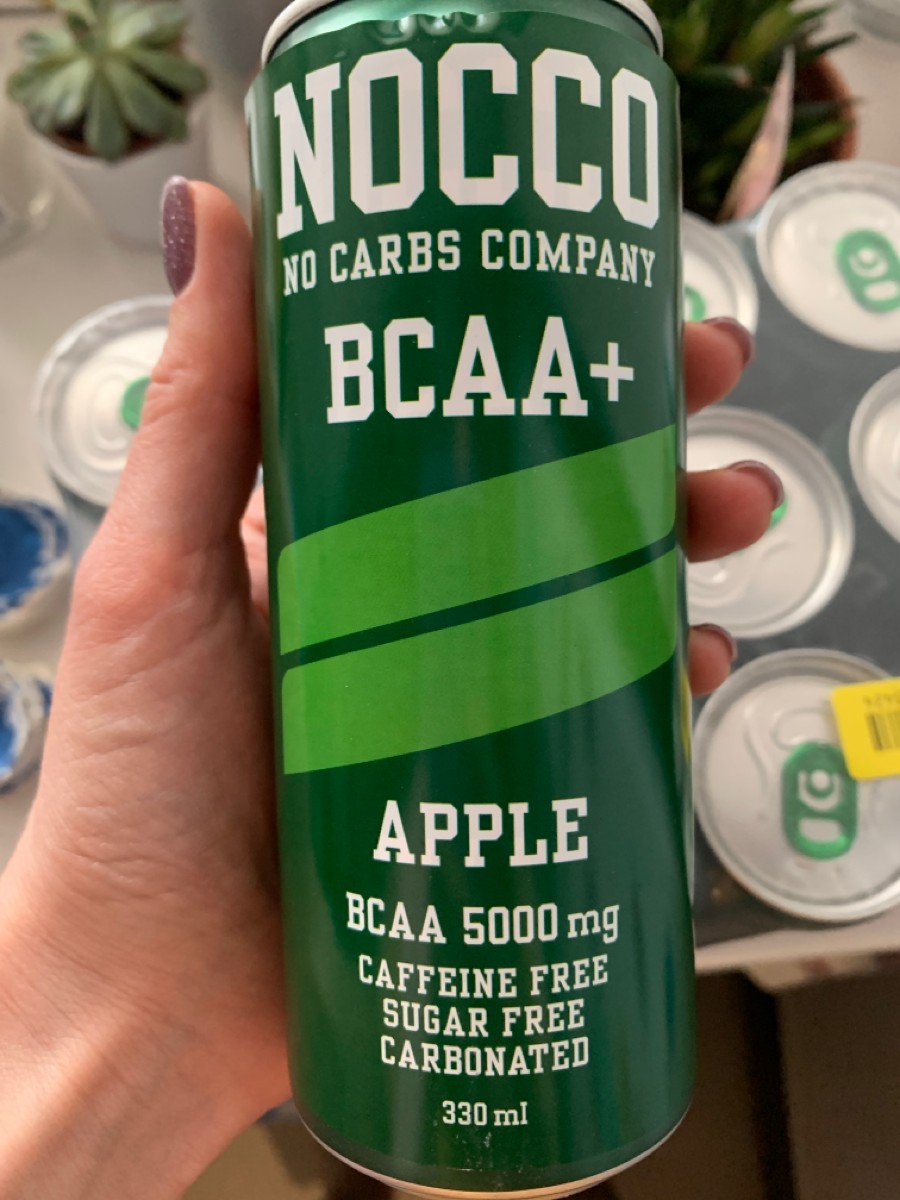 NOCCO
NO CARBS COMPANY
BCAA+
APPLE
BCAA 5000 mg
CAFFEINE FREE
SUGAR FREE
CARBONATED
330 ml